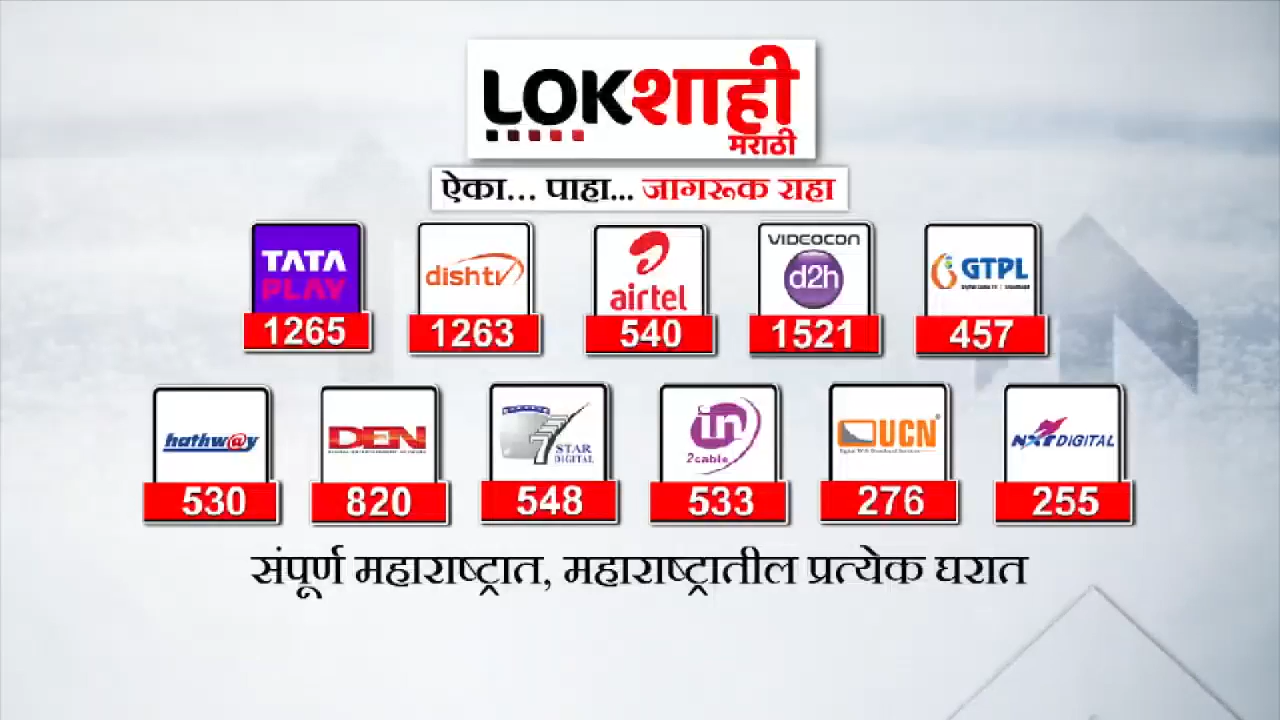 LOKशाही
मराठी
ऐका... पाहा... जागरूक राहा
TATA PLAY
1265
dishtv
1263
airtel
540
VIDEOCON
d2h
1521
GTPL
457
hathway
530
DEN
820
7 STAR
DIGITAL
548
in
2cable
533
UCN
276
NXT DIGITAL
255
संपूर्ण महाराष्ट्रात, महाराष्ट्रातील प्रत्येक घरात